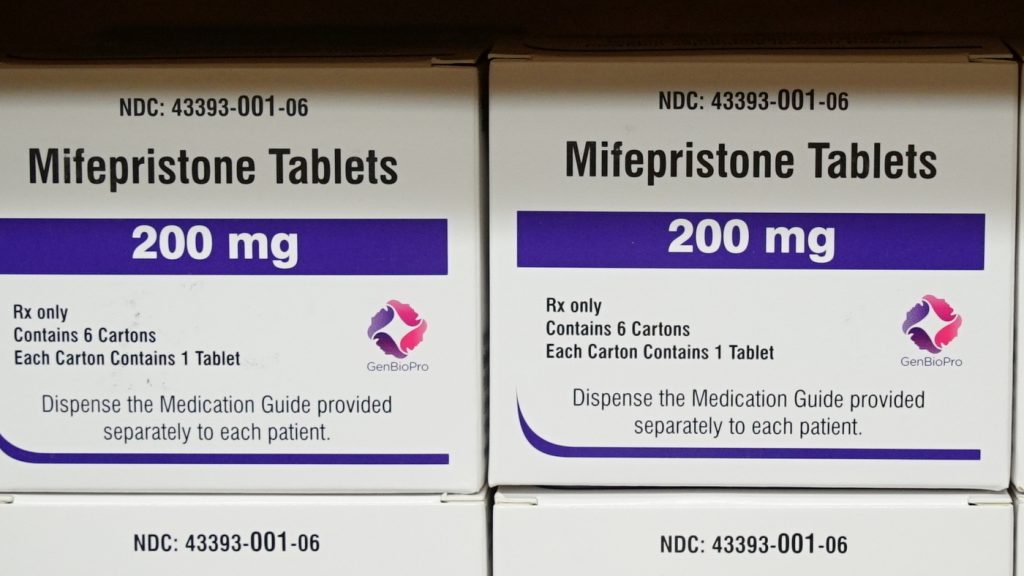 NDC: 43393-001-06
Mifepristone Tablets
200 mg
Rx only
Contains 6 Cartons
Each Carton Contains 1 Tablet
GenBioPro
Dispense the Medication Guide provided
separately to each patient.
NDC: 43393-001-06
Mifepristone Tablets
200 mg
Rx only
Contains 6 Cartons
Each Carton Contains 1 Tablet
GenBioPro
Dispense the Medication Guide provided
separately to each patient.
NDC: 43393-001-06
NDC: 43393-001-06